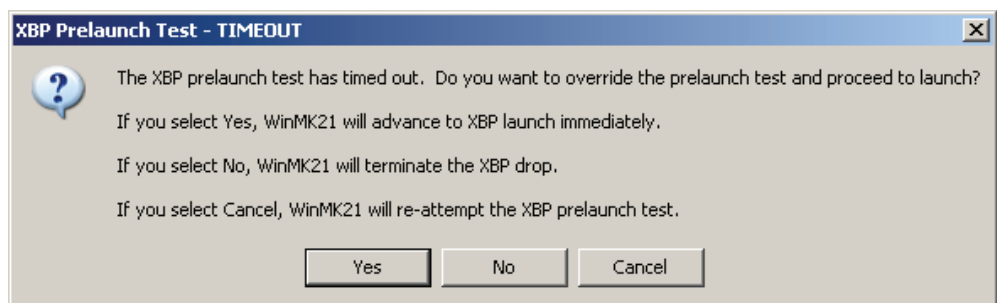 XBP Prelaunch Test - TIMEOUT
The XBP prelaunch test has timed out.  Do you want to override the prelaunch test and proceed to launch?
If you select Yes, WinMK21 will advance to XBP launch immediately.
If you select No, WinMK21 will terminate the XBP drop.
If you select Cancel, WinMK21 will re-attempt the XBP prelaunch test.
Yes No Cancel